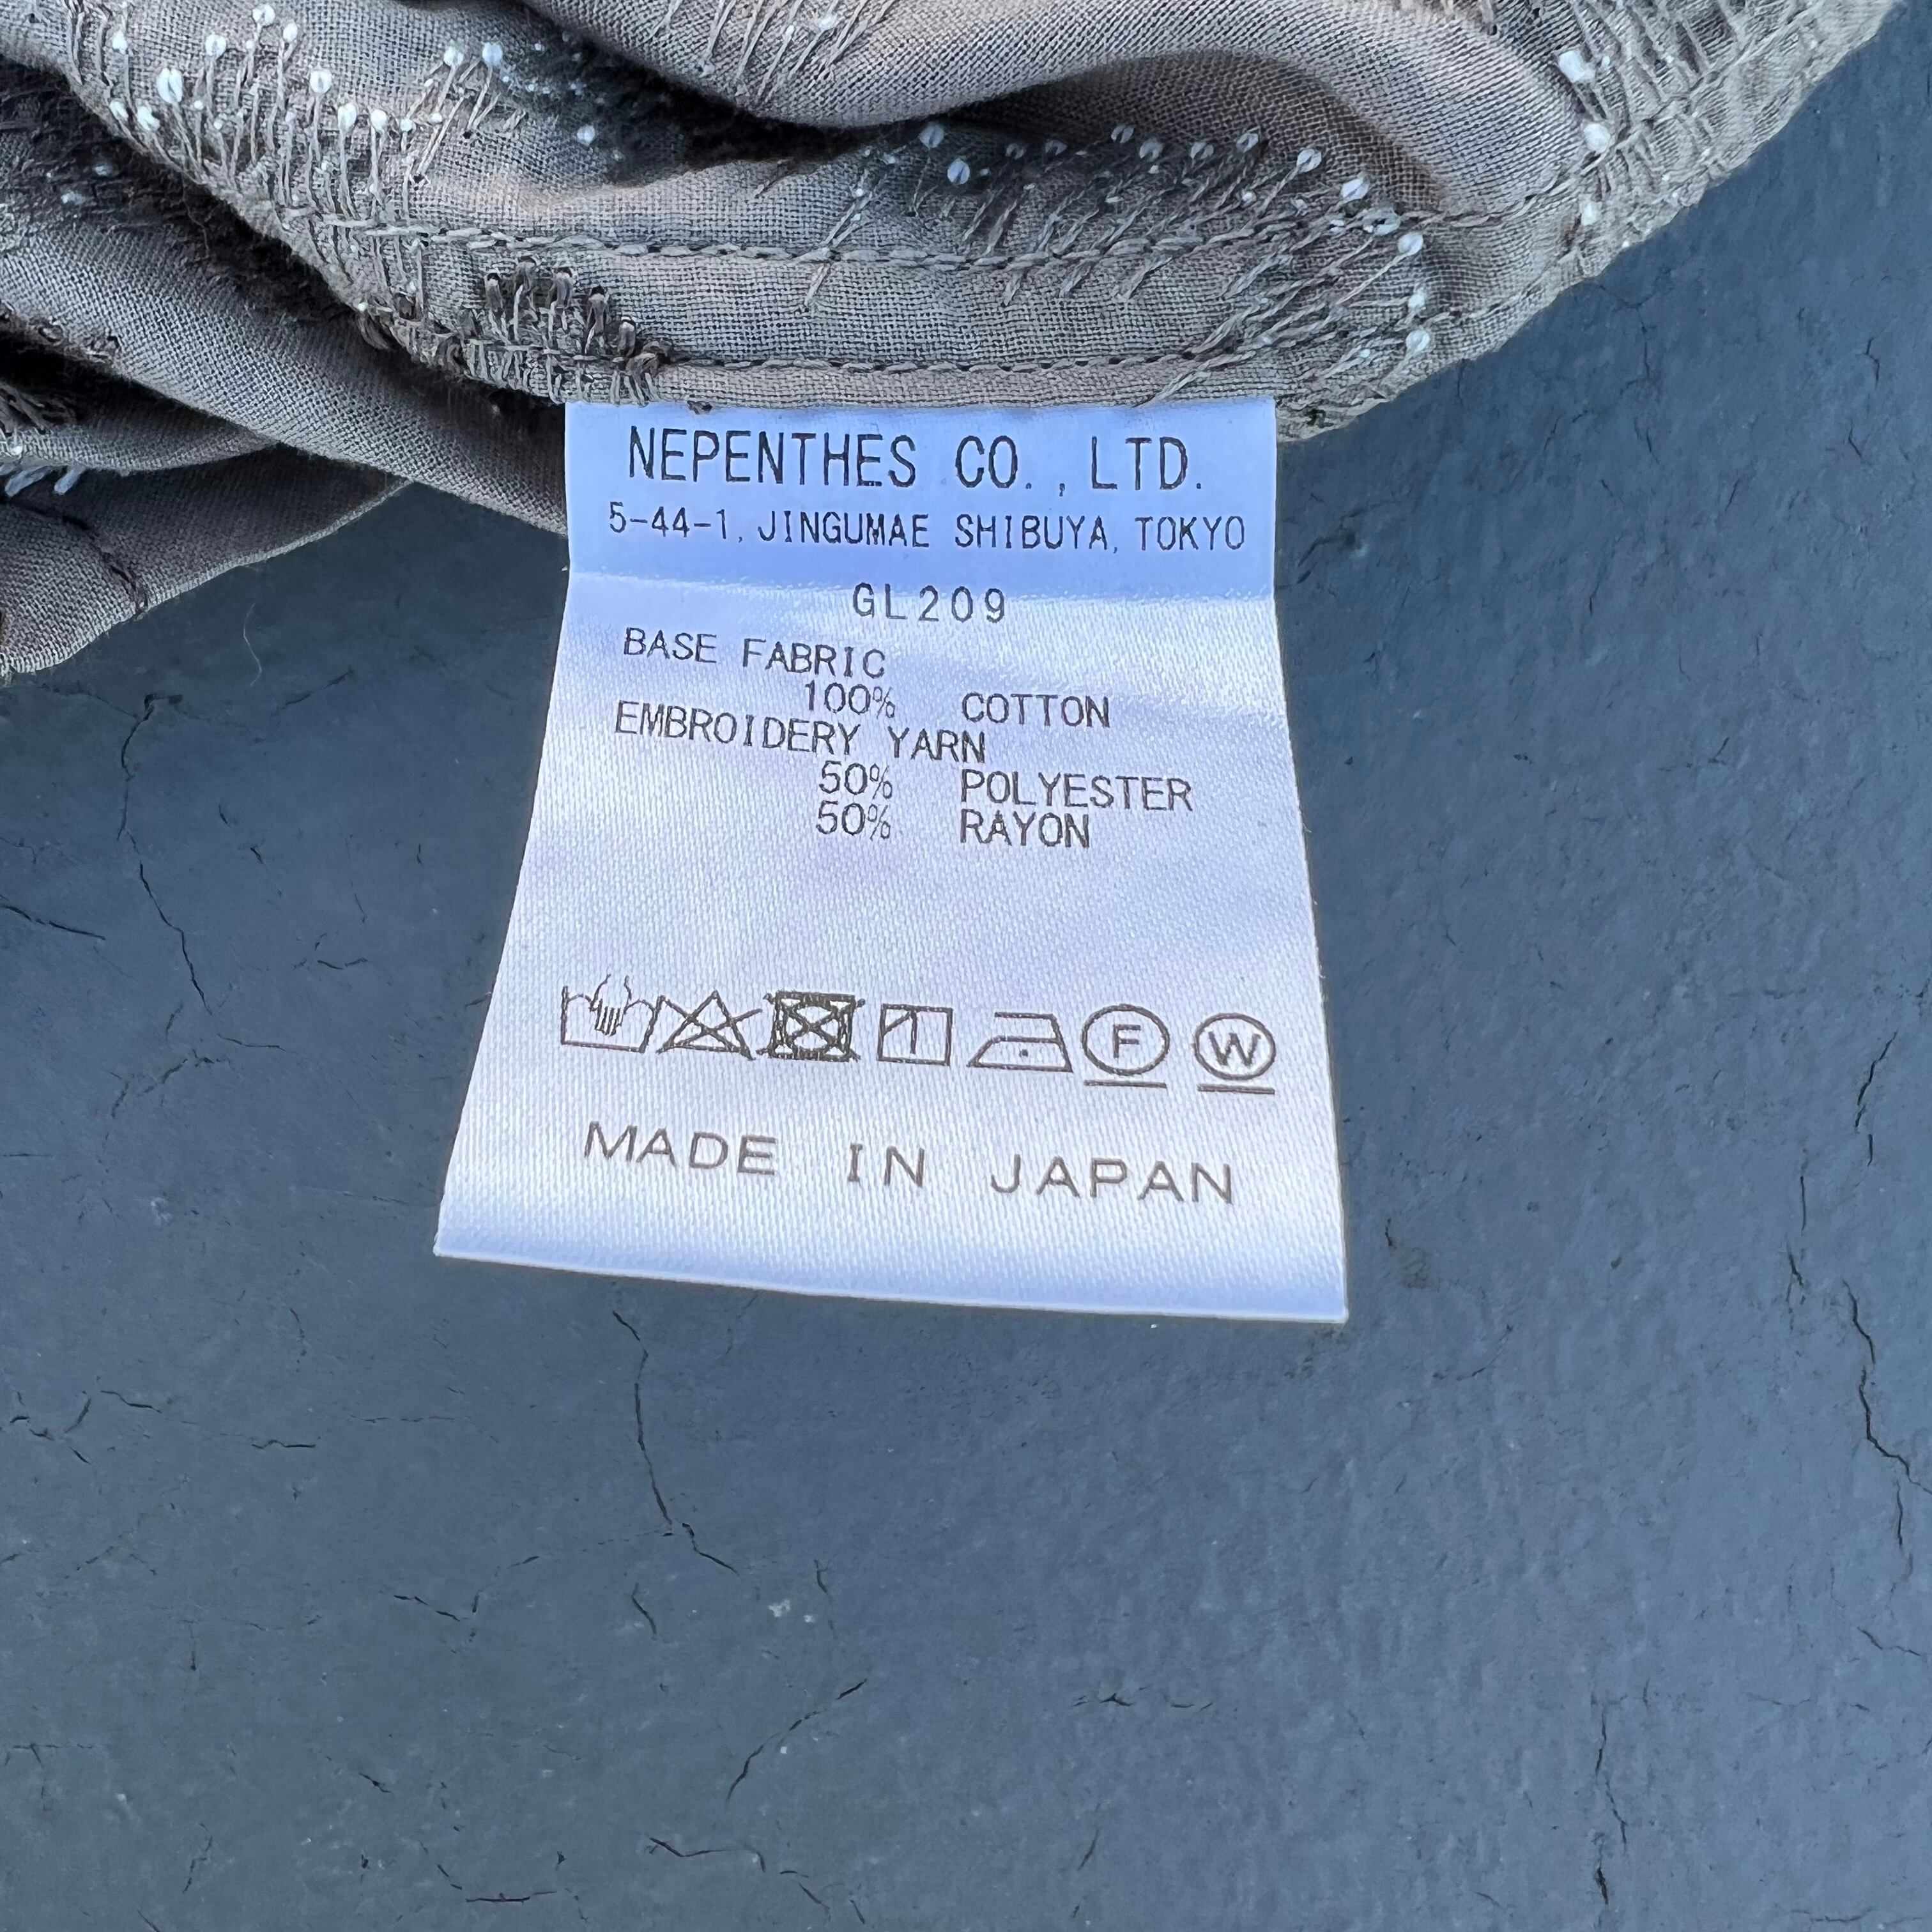 NEPENTHES CO., LTD.
5-44-1, JINGUMAE SHIBUYA, TOKYO
GL209
BASE FABRIC
100% COTTON
EMBROIDERY YARN
50% POLYESTER
50% RAYON
F W
MADE IN JAPAN